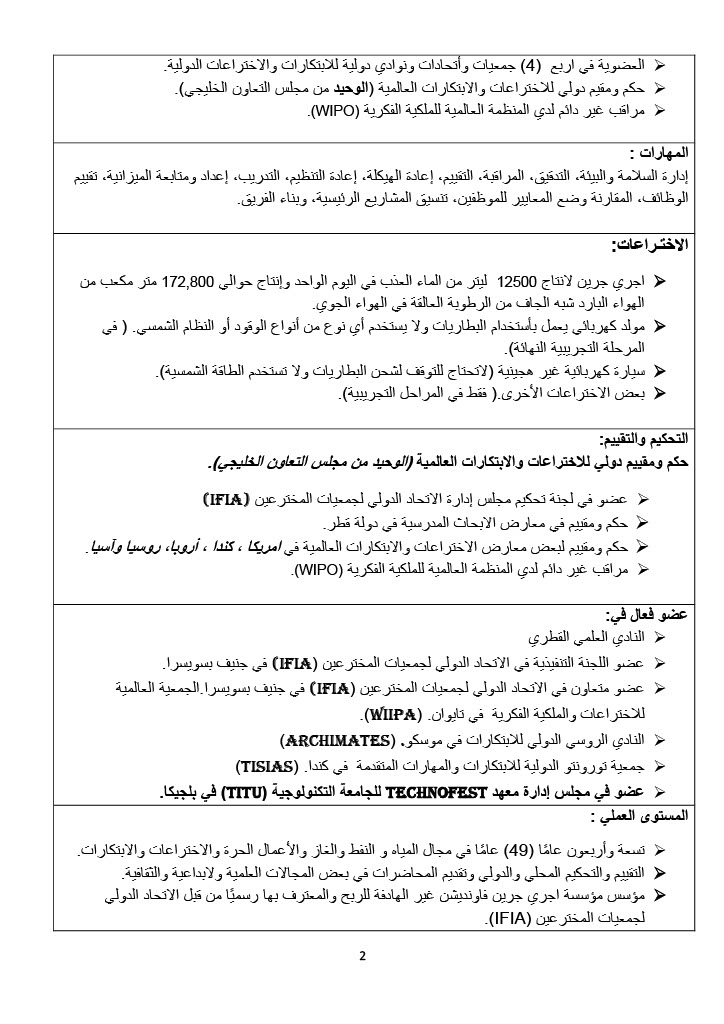 ➢ العضوية في اربع (4) جمعيات وأتحادات ونوادي دولية للابتكارات والاختراعات الدولية.
➢ حكم ومقيم دولي للاختراعات والابتكارات العالمية (الوحيد من مجلس التعاون الخليجي).
➢ مراقب غير دائم لدي المنظمة العالمية للملكية الفكرية (WIPO).
المهارات :
إدارة السلامة والبيئة، التدقيق، المراقبة، التقييم، إعادة الهيكلة، إعادة التنظيم، التدريب، إعداد ومتابعة الميزانية، تقييم
الوظائف، المقارنة وضع المعايير للموظفين، تنسيق المشاريع الرئيسية، وبناء الفريق.
الاختراعات:
➢ اجري جرين لانتاج 12500 ليتر من الماء العذب في اليوم الواحد وإنتاج حوالي 172,800 متر مكعب من
الهواء البارد شبه الجاف من الرطوبة العالقة في الهواء الجوي.
➢ مولد كهربائي يعمل بأستخدام البطاريات ولا يستخدم أي نوع من أنواع الوقود أو النظام الشمسي. ( في
المرحلة التجريبية النهائة).
➢ سيارة كهربائية غير هجينية (لاتحتاج للتوقف لشحن البطاريات ولا تستخدم الطاقة الشمسية).
➢ بعض الاختراعات الأخرى.( فقط في المراحل التجريبية).
التحكيم والتقييم:
حكم ومقييم دولي للاختراعات والابتكارات العالمية (الوحيد من مجلس التعاون الخليجي).
➢ عضو في لجنة تحكيم مجلس إدارة الاتحاد الدولي لجمعيات المخترعين (IFIA)
➢ حكم ومقييم في معارض الابحاث المدرسية في دولة قطر.
➢ حكم ومقييم لبعض معارض الاختراعات والابتكارات العالمية في امريكا ، كندا ، أروبا، روسيا وآسيا.
➢ مراقب غير دائم لدي المنظمة العالمية للملكية الفكرية (WIPO).
عضو فعال في:
➢ النادي العلمي القطري
➢ عضو اللجنة التنفيذية في الاتحاد الدولي لجمعيات المخترعين (IFIA) في جنيف بسويسرا.
➢ عضو متعاون في الاتحاد الدولي لجمعيات المخترعين (IFIA) في جنيف بسويسرا.الجمعية العالمية
للاختراعات والملكية الفكرية في تايوان. (WIIPA).
➢ النادي الروسي الدولي للابتكارات في موسكو. (ARCHIMATES)
➢ جمعية تورونتو الدولية للابتكارات والمهارات المتقدمة في كندا. (TISIAS)
➢ عضو في مجلس إدارة معهد TECHNOFEST للجامعة التكنولوجية (TITU) في بلجيكا.
المستوى العملي :
➢ تسعة وأربعون عامًا (49) عامًا في مجال المياه و النفط والغاز والأعمال الحرة والاختراعات والابتكارات.
➢ التقييم والتحكيم المحلي والدولي وتقديم المحاضرات في بعض المجالات العلمية ولابداعية والثقافية.
➢ مؤسس مؤسسة اجري جرين فاونديشن غير الهادفة للربح والمعترف بها رسميًا من قبل الاتحاد الدولي
لجمعيات المخترعين (IFIA).
2